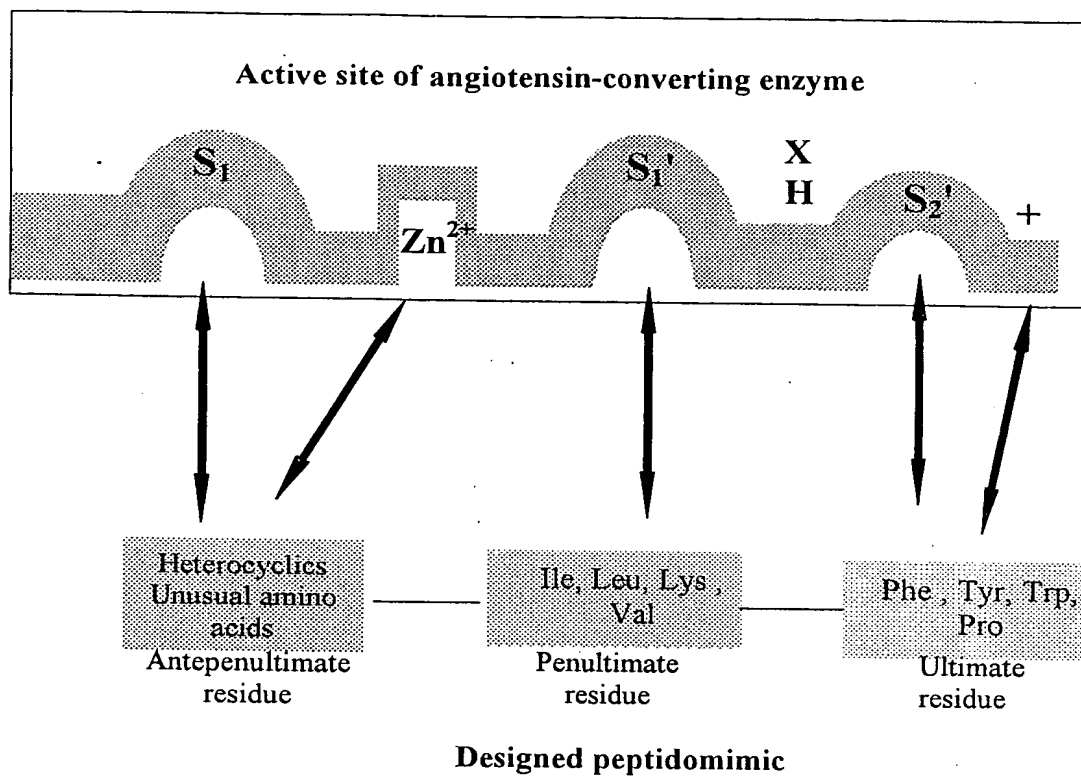 Active site of angiotensin-converting enzyme
S₁
Zn²⁺
S₁'
X
H
S₂'
+
Heterocyclics
Unusual amino
acids
Antepenultimate
residue
Ile, Leu, Lys ,
Val
Penultimate
residue
Phe , Tyr, Trp,
Pro
Ultimate
residue
Designed peptidomimic